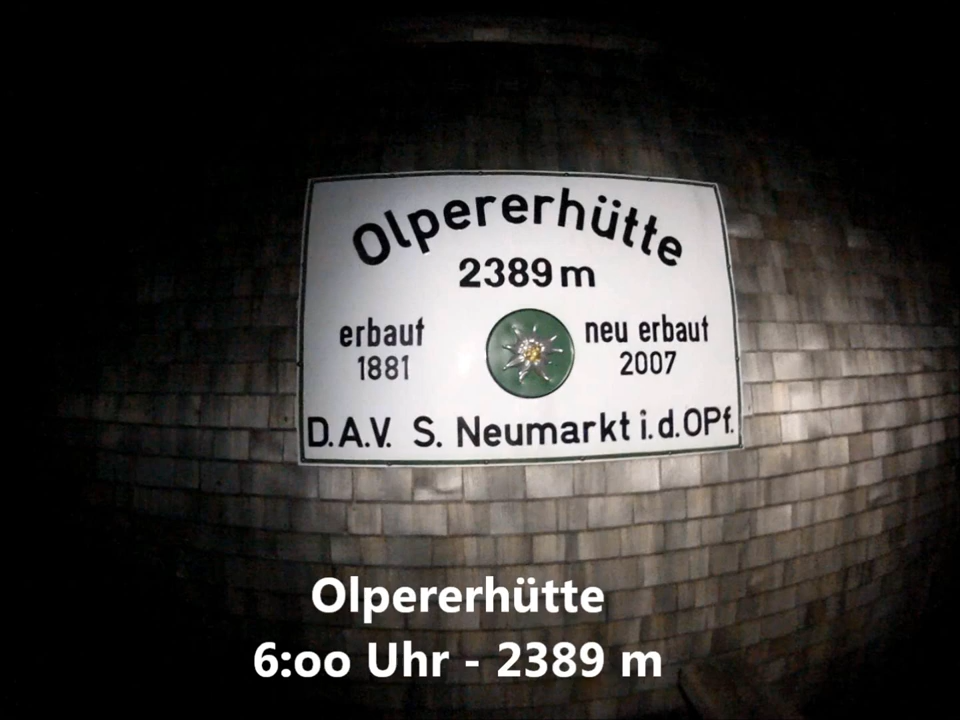 Olpererhütte
2389 m
erbaut
1881
neu erbaut
2007
D.A.V. S. Neumarkt i.d.OPf.
Olpererhütte
6:oo Uhr - 2389 m